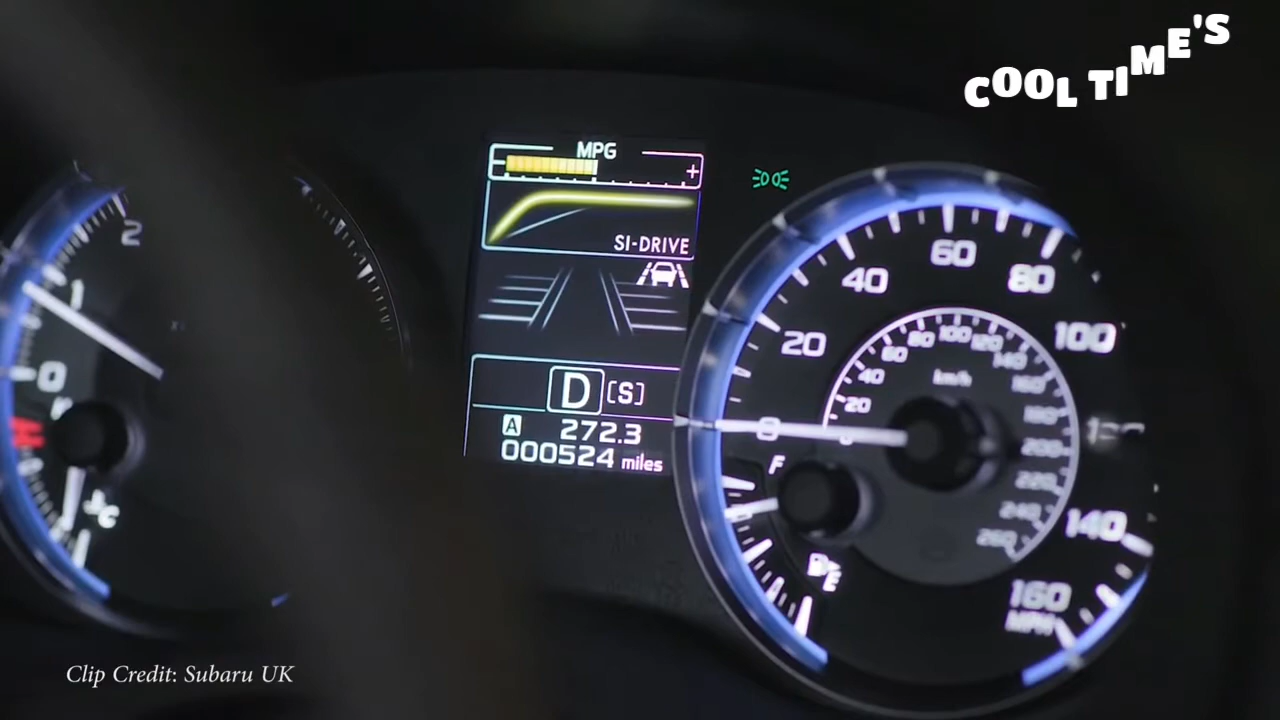 COOL TIME'S
MPG
+
SI-DRIVE
D [S]
A 272.3
000524 miles
2
1
0
C
20
40
60
80
100
140
160
MPH
0
20
40
60
80
100
120
140
160
180
200
220
240
260
km/h
F
E
Clip Credit: Subaru UK